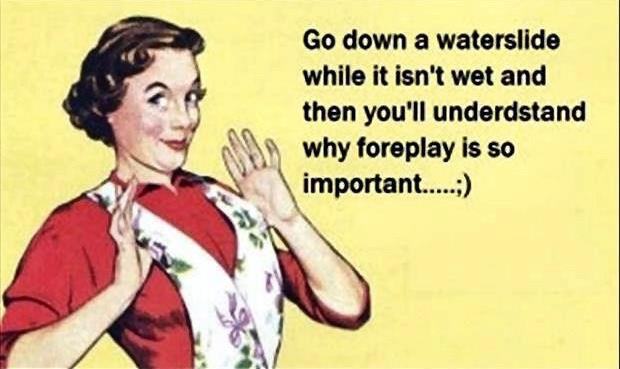 Go down a waterslide
while it isn't wet and
then you'll underdstand
why foreplay is so
important.....;)